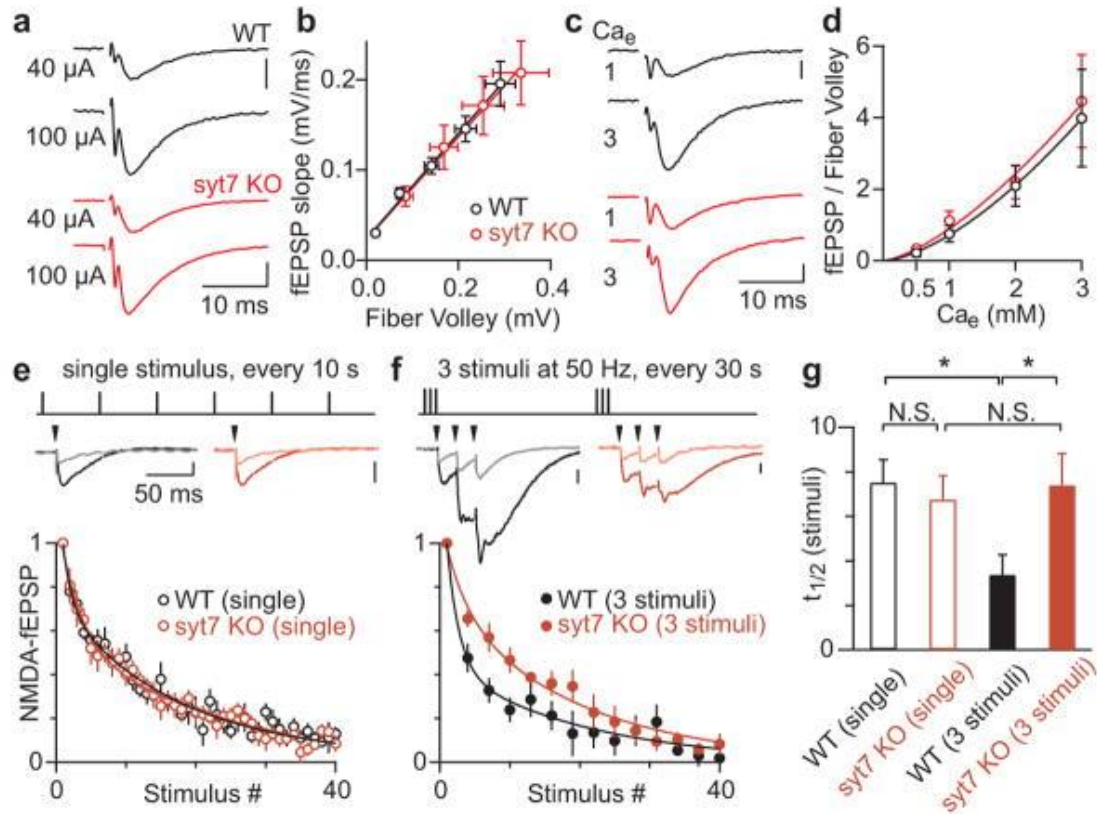 a
WT
40 µA
100 µA
syt7 KO
40 µA
100 µA
10 ms
b
fEPSP slope (mV/ms)
0.2
0.1
0.0
WT
syt7 KO
0.0 0.2 0.4
Fiber Volley (mV)
c
Cae
1
3
1
3
10 ms
d
fEPSP / Fiber Volley
6
4
2
0
0.5 1 2 3
Cae (mM)
e
single stimulus, every 10 s
50 ms
NMDA-fEPSP
1
1
WT (single)
syt7 KO (single)
0 40
Stimulus #
f
3 stimuli at 50 Hz, every 30 s
1
1
WT (3 stimuli)
syt7 KO (3 stimuli)
0 40
Stimulus #
g
* *
N.S. N.S.
10
0
t1/2 (stimuli)
WT (single)
syt7 KO (single)
WT (3 stimuli)
syt7 KO (3 stimuli)